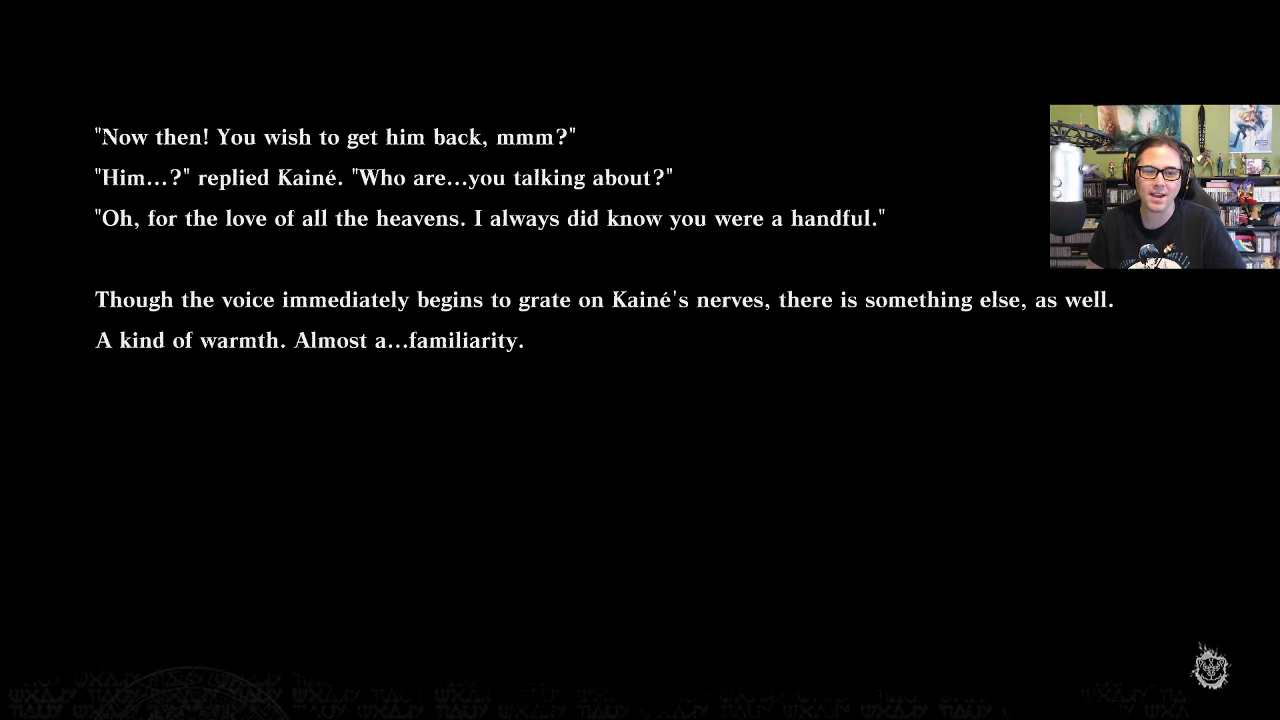 "Now then! You wish to get him back, mmm?"
"Him...?" replied Kainé. "Who are...you talking about?"
"Oh, for the love of all the heavens. I always did know you were a handful."
Though the voice immediately begins to grate on Kainé's nerves, there is something else, as well.
A kind of warmth. Almost a...familiarity.